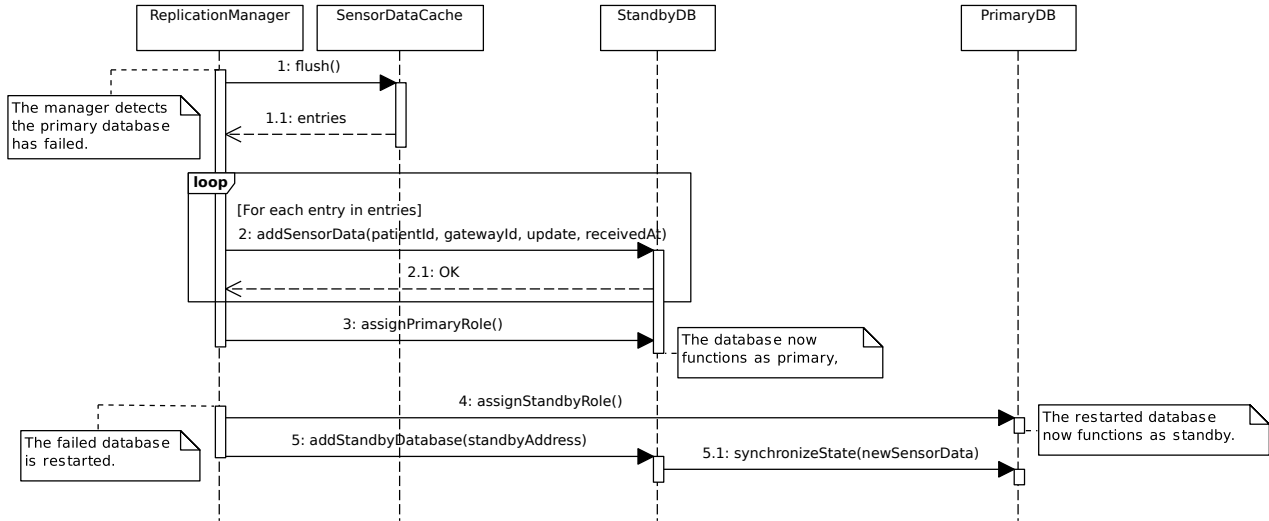 ReplicationManager
SensorDataCache
StandbyDB
PrimaryDB
1: flush()
The manager detects
the primary database
has failed.
1.1: entries
loop
[For each entry in entries]
2: addSensorData(patientId, gatewayId, update, receivedAt)
2.1: OK
3: assignPrimaryRole()
The database now
functions as primary,
4: assignStandbyRole()
The restarted database
now functions as standby.
The failed database
is restarted.
5: addStandbyDatabase(standbyAddress)
5.1: synchronizeState(newSensorData)